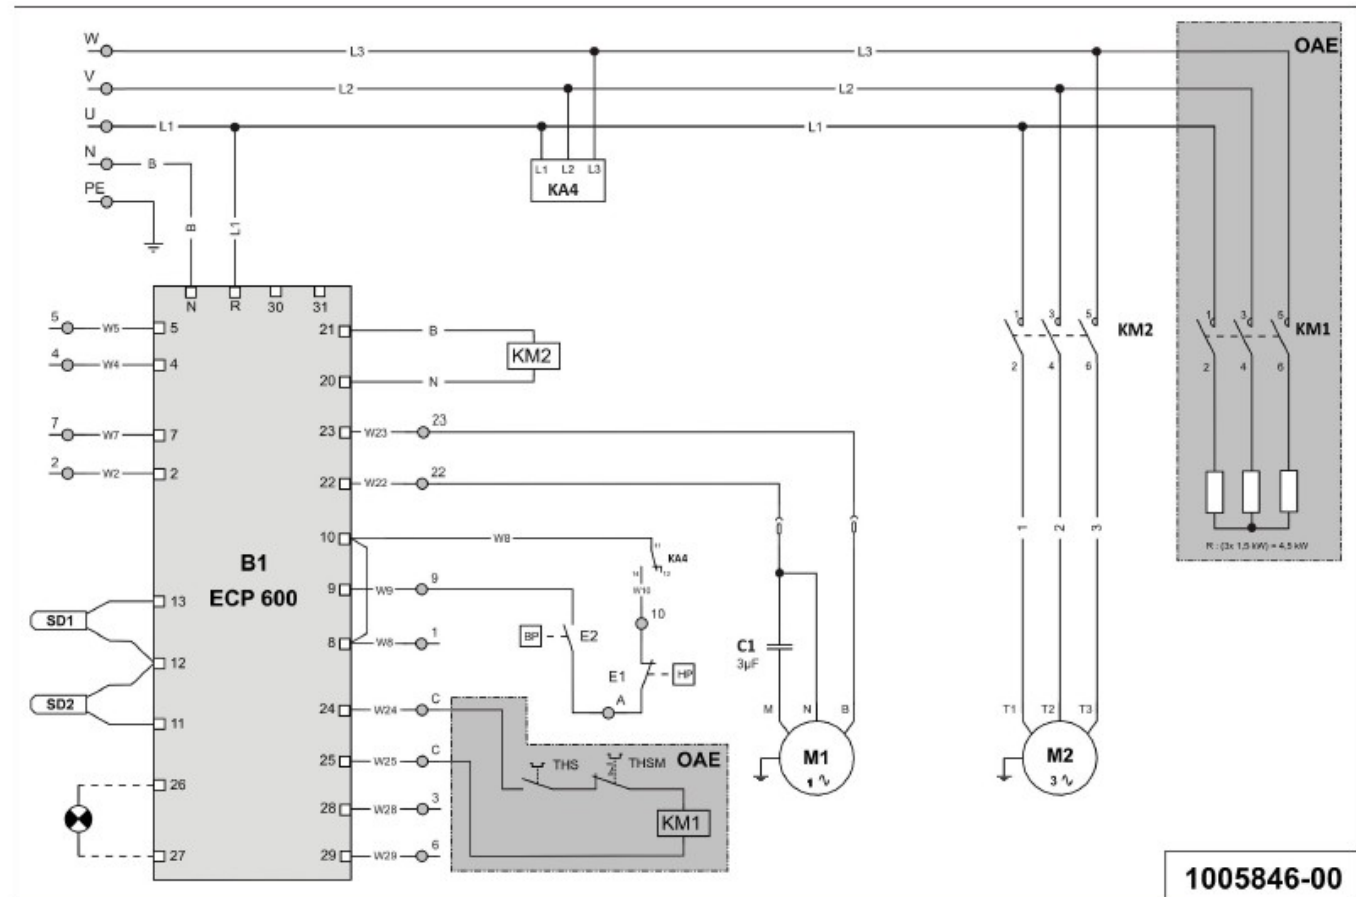 W L3 L3 OAE
V L2 L2
U L1 L1
N B
PE
L1 L2 L3
KA4
B L1
N R 30 31
5 W5 5 21 B
KM2
4 W4 4 20 N
1 3 5 KM2
2 4 6
1 3 5 KM1
2 4 6
7 W7 7 23 W23 23
2 W2 2 22 W22 22
1 2 3
R : (3x 1,5 kW) = 4,5 kW
10 W8
11 KA4
14 12
W10
B1
ECP 600
9 W9 9
10
SD1 13
BP E2
8 W8 1
C1
3µF
12
E1 HP
A
SD2 11
24 W24 C
M N B
T1 T2 T3
25 W25 C
THS THSM OAE
M1
1 ∿
M2
3 ∿
26
28 W28 3
KM1
27
29 W29 6
1005846-00